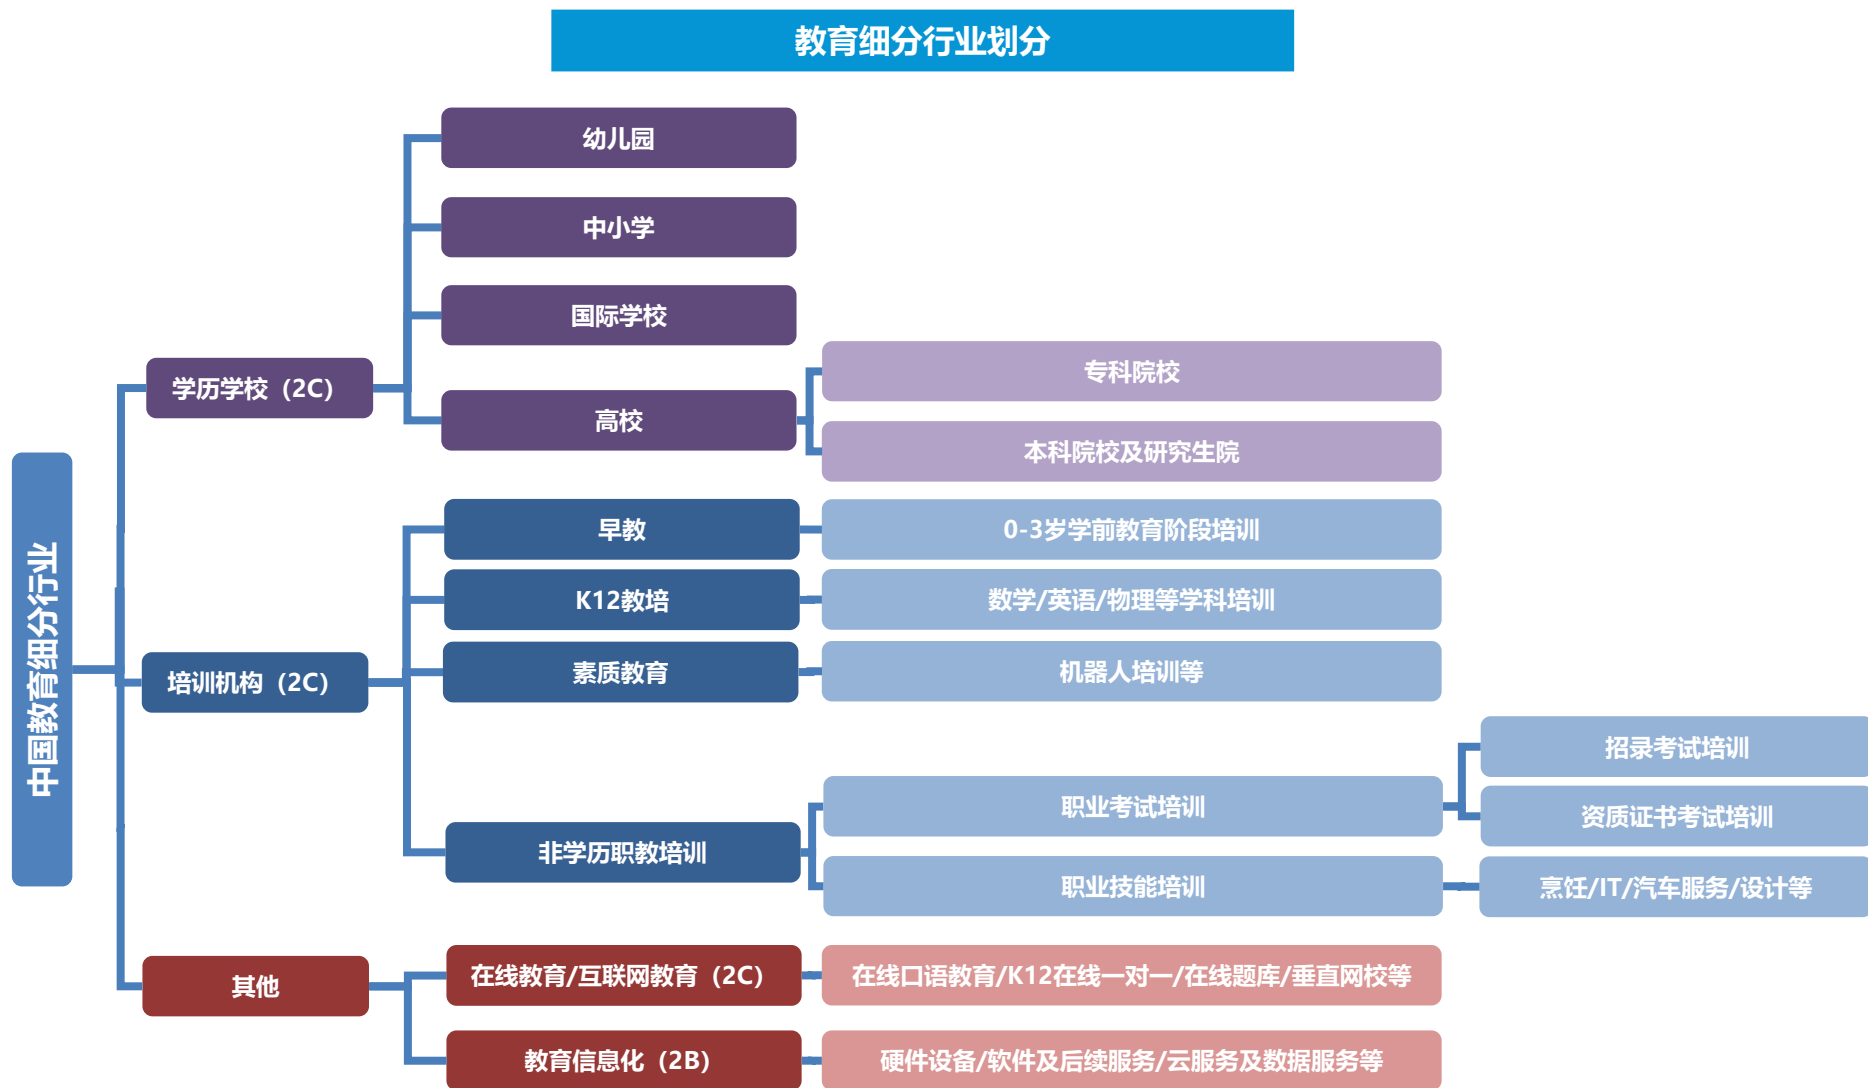 教育细分行业划分
中国教育细分行业
学历学校（2C）
幼儿园
中小学
国际学校
高校
专科院校
本科院校及研究生院
培训机构（2C）
早教
0-3岁学前教育阶段培训
K12教培
数学/英语/物理等学科培训
素质教育
机器人培训等
非学历职教培训
职业考试培训
招录考试培训
资质证书考试培训
职业技能培训
烹饪/IT/汽车服务/设计等
其他
在线教育/互联网教育（2C）
在线口语教育/K12在线一对一/在线题库/垂直网校等
教育信息化（2B）
硬件设备/软件及后续服务/云服务及数据服务等